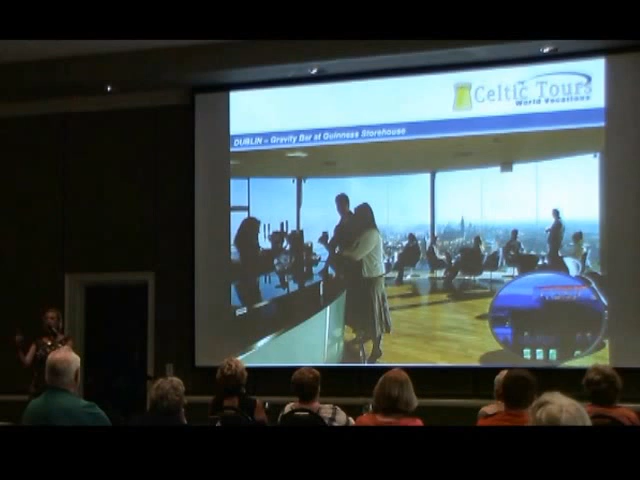 Celtic Tours
World Vacations
DUBLIN – Gravity Bar at Guinness Storehouse